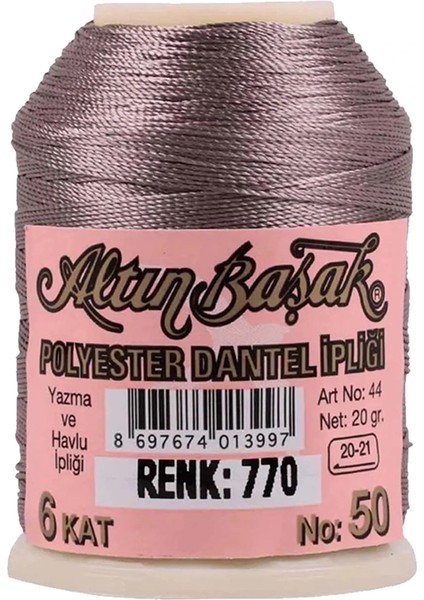 Altın Başak ®
POLYESTER DANTEL İPLİĞİ
Yazma
ve
Havlu
İpliği
8 697674 013997
Art No: 44
Net: 20 gr.
20-21
RENK: 770
6 KAT
No: 50